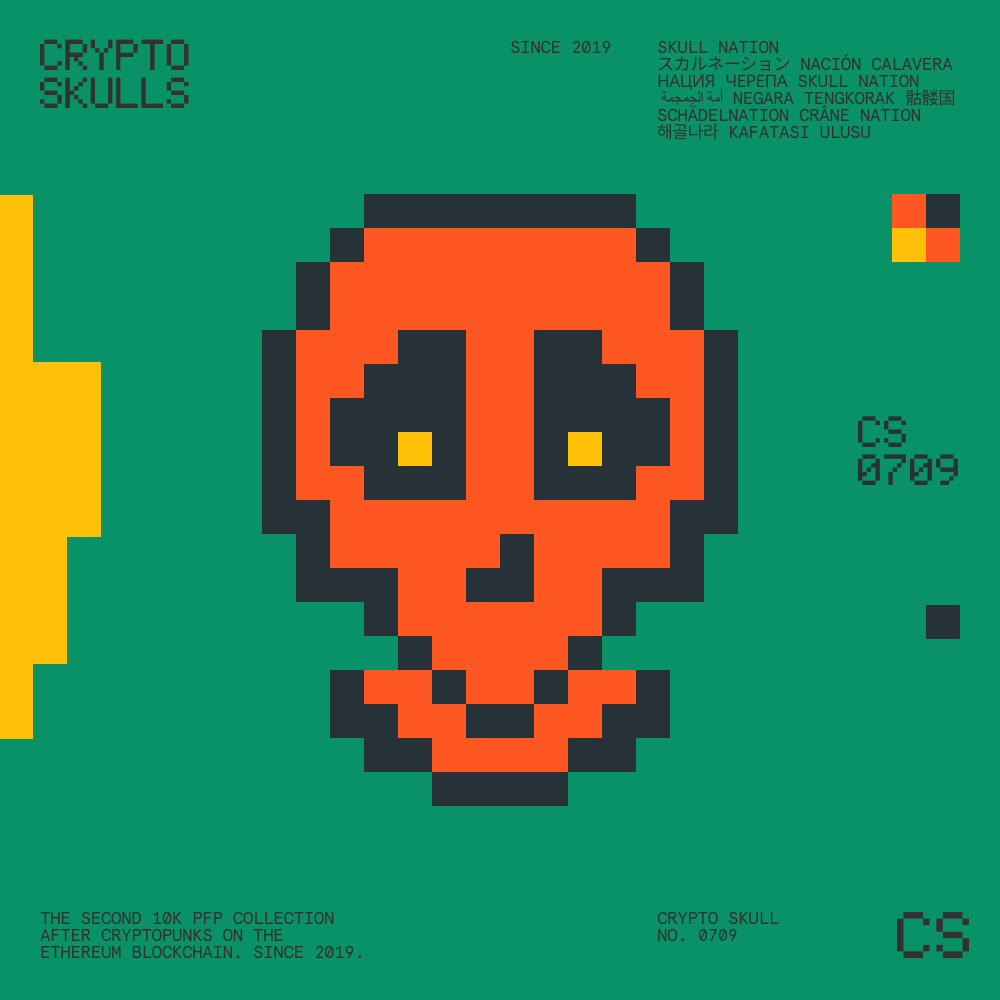 CRYPTO
SKULLS
SINCE 2019
SKULL NATION
スカルネーション NACIÓN CALAVERA
НАЦИЯ ЧЕРЕПА SKULL NATION
أمة الجمجمة NEGARA TENGKORAK 骷髅国
SCHÄDELNATION CRÂNE NATION
해골나라 KAFATASI ULUSU
CS
0709
THE SECOND 10K PFP COLLECTION
AFTER CRYPTOPUNKS ON THE
ETHEREUM BLOCKCHAIN. SINCE 2019.
CRYPTO SKULL
NO. 0709
CS